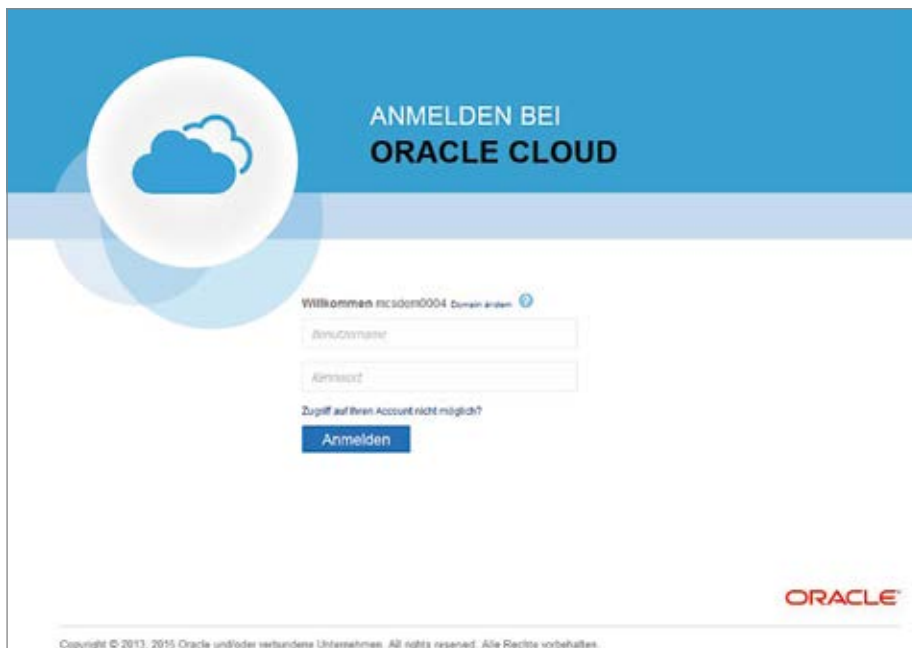 ANMELDEN BEI
ORACLE CLOUD
Willkommen mcsdem0004 Domain ändern ?
Benutzername
Kennwort
Zugriff auf Ihren Account nicht möglich?
Anmelden
ORACLE
Copyright © 2013, 2015 Oracle und/oder verbundene Unternehmen. All rights reserved. Alle Rechte vorbehalten.